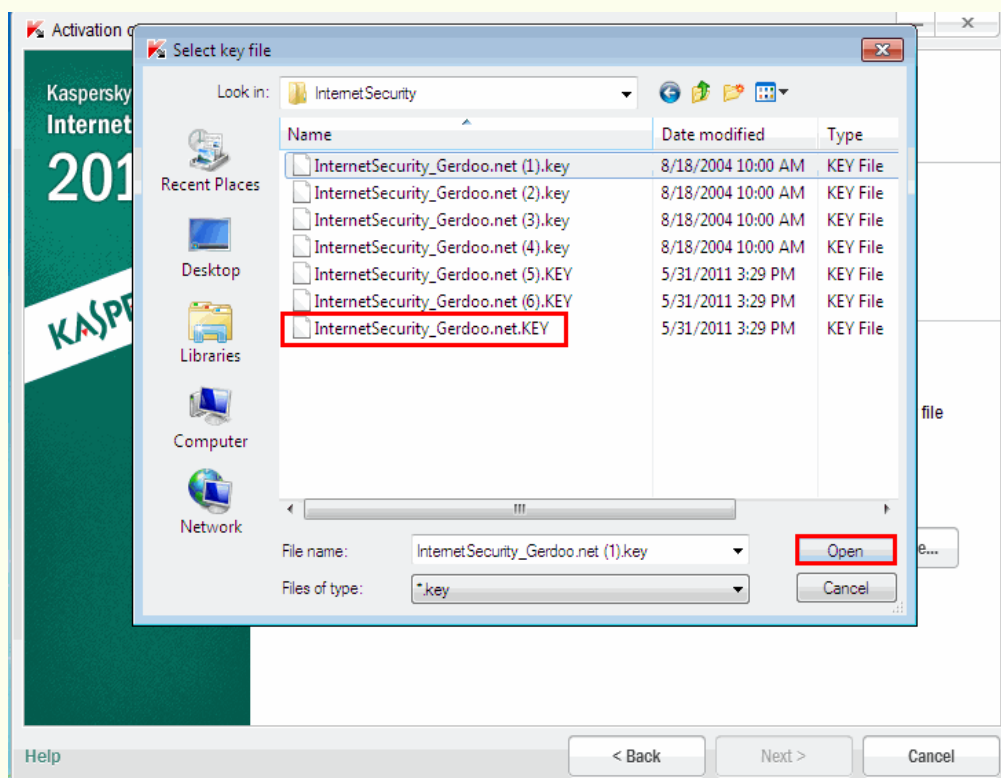 Activation o
Select key file
Kaspersky
Internet
201
KASPE
Look in:
InternetSecurity
Recent Places
Desktop
Libraries
Computer
Network
Name Date modified Type
InternetSecurity_Gerdoo.net (1).key 8/18/2004 10:00 AM KEY File
InternetSecurity_Gerdoo.net (2).key 8/18/2004 10:00 AM KEY File
InternetSecurity_Gerdoo.net (3).key 8/18/2004 10:00 AM KEY File
InternetSecurity_Gerdoo.net (4).key 8/18/2004 10:00 AM KEY File
InternetSecurity_Gerdoo.net (5).KEY 5/31/2011 3:29 PM KEY File
InternetSecurity_Gerdoo.net (6).KEY 5/31/2011 3:29 PM KEY File
InternetSecurity_Gerdoo.net.KEY 5/31/2011 3:29 PM KEY File
File name: InternetSecurity_Gerdoo.net (1).key Open
Files of type: *.key Cancel
file
e...
Help < Back Next > Cancel